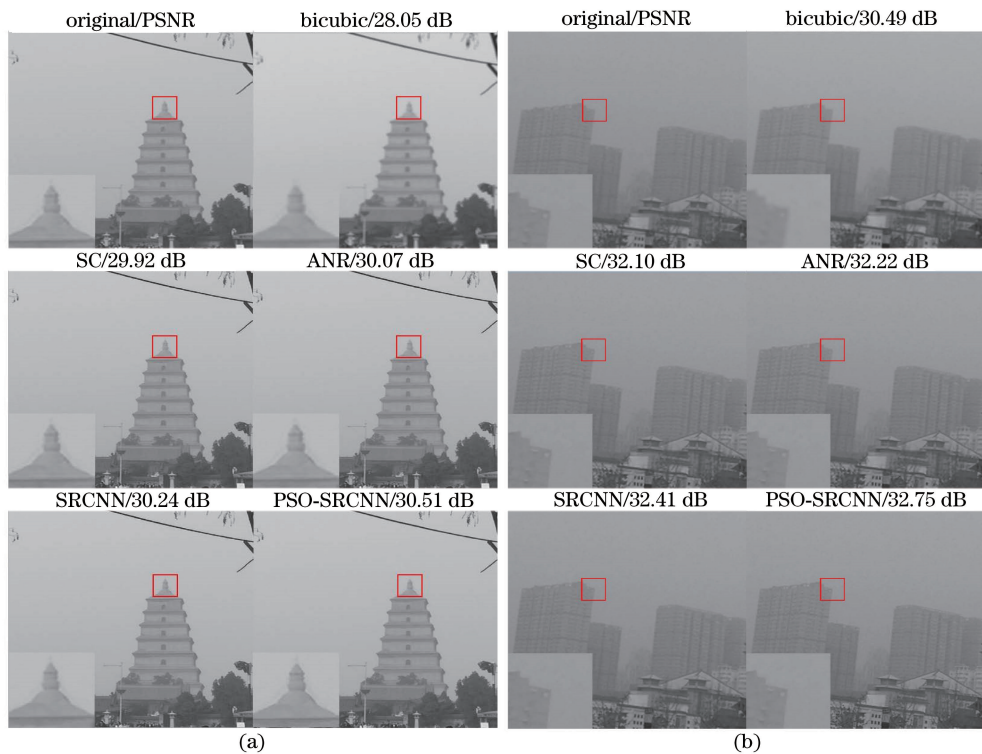 original/PSNR bicubic/28.05 dB original/PSNR bicubic/30.49 dB
SC/29.92 dB ANR/30.07 dB SC/32.10 dB ANR/32.22 dB
SRCNN/30.24 dB PSO-SRCNN/30.51 dB SRCNN/32.41 dB PSO-SRCNN/32.75 dB
(a) (b)